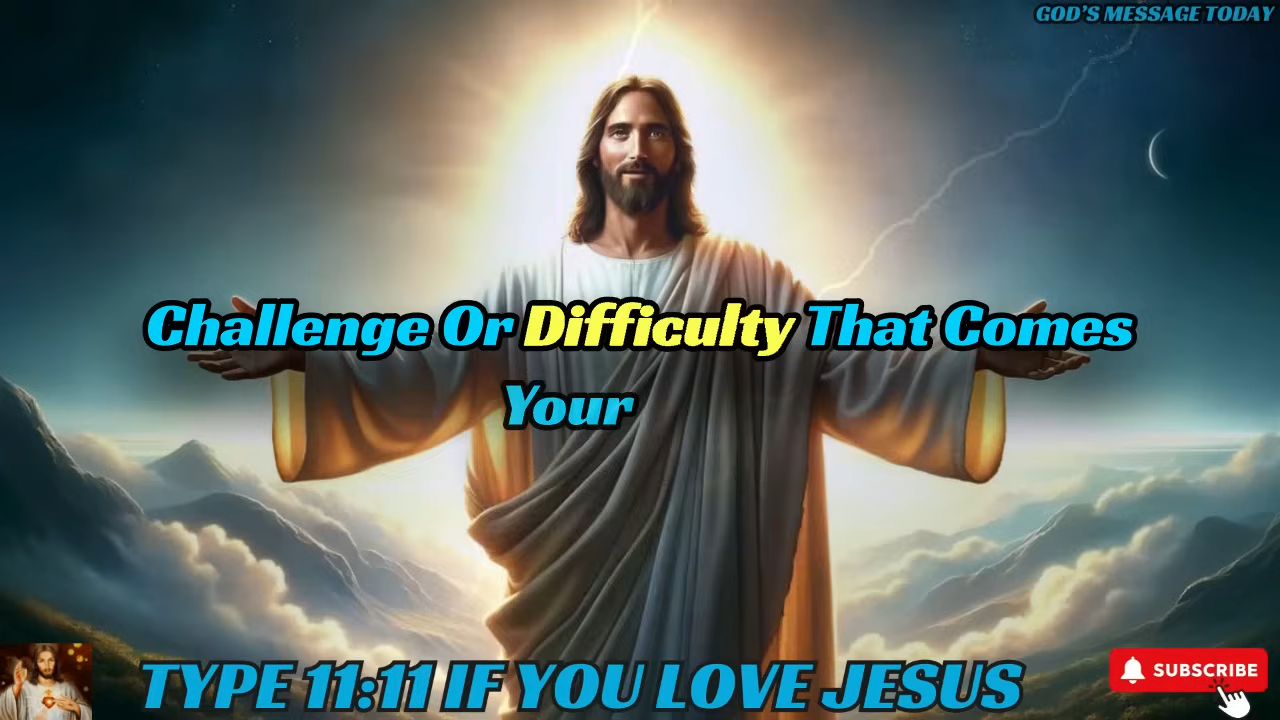 GOD'S MESSAGE TODAY
Challenge Or Difficulty That Comes
Your
TYPE 11:11 IF YOU LOVE JESUS
SUBSCRIBE